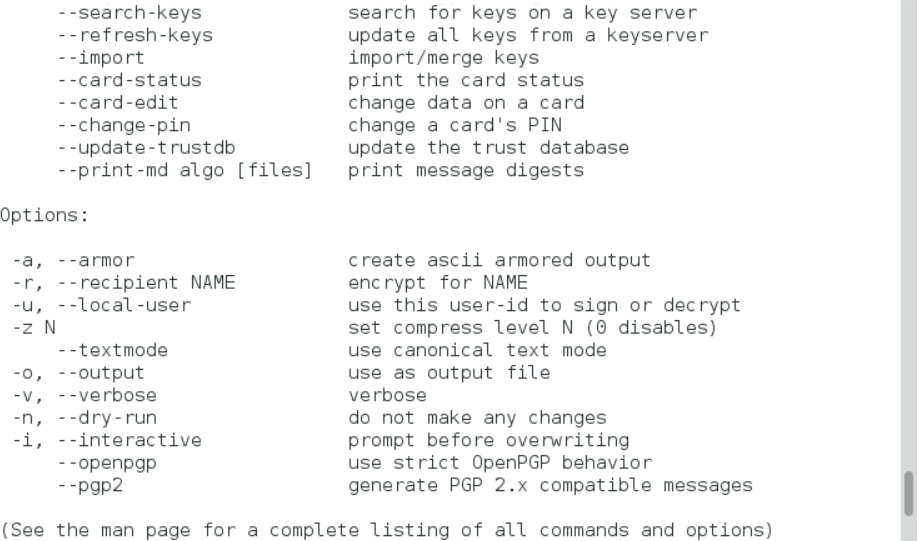 --search-keys search for keys on a key server
--refresh-keys update all keys from a keyserver
--import import/merge keys
--card-status print the card status
--card-edit change data on a card
--change-pin change a card's PIN
--update-trustdb update the trust database
--print-md algo [files] print message digests
Options:
-a, --armor create ascii armored output
-r, --recipient NAME encrypt for NAME
-u, --local-user use this user-id to sign or decrypt
-z N set compress level N (0 disables)
--textmode use canonical text mode
-o, --output use as output file
-v, --verbose verbose
-n, --dry-run do not make any changes
-i, --interactive prompt before overwriting
--openpgp use strict OpenPGP behavior
--pgp2 generate PGP 2.x compatible messages
(See the man page for a complete listing of all commands and options)